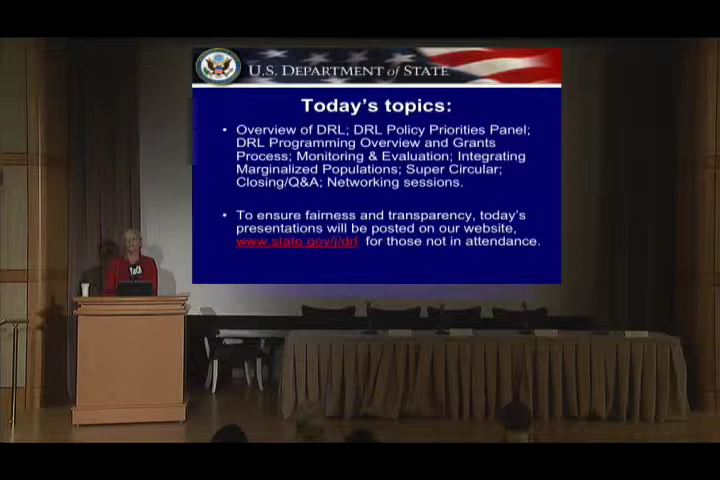 U.S. DEPARTMENT of STATE
Today's topics:
• Overview of DRL; DRL Policy Priorities Panel;
DRL Programming Overview and Grants
Process; Monitoring & Evaluation; Integrating
Marginalized Populations; Super Circular;
Closing/Q&A; Networking sessions.
• To ensure fairness and transparency, today's
presentations will be posted on our website,
www.state.gov/j/drl for those not in attendance.